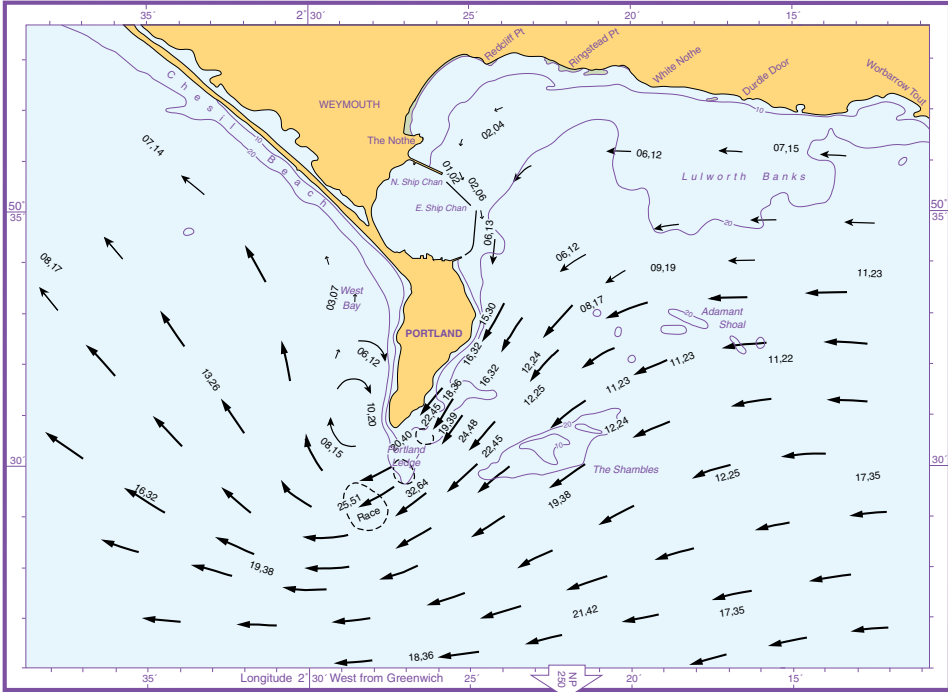 35'
2° 30'
25'
20'
15'
Redcliff Pt
Ringstead Pt
White Nothe
Durdle Door
Worbarrow Tout
Chesil Beach
WEYMOUTH
The Nothe
10
02,04
07,14
10
20
N. Ship Chan
01,02
02,06
E. Ship Chan
06,12
07,15
Lulworth Banks
50°
35'
50°
35'
20
06,13
06,12
09,19
08,17
11,23
West
Bay
03,07
08,17
15,30
20
Adamant
Shoal
PORTLAND
06,12
16,32
12,24
11,23
11,22
13,26
16,32
18,36
12,25
11,23
10,20
22,45
19,39
24,48
12,24
20
10
08,15
20,40
22,45
Portland
Ledge
The Shambles
30'
30'
32,64
12,25
17,35
16,32
25,51
Race
19,38
19,38
21,42
17,35
18,36
35'
Longitude 2° 30' West from Greenwich
25'
20'
15'
NP
250